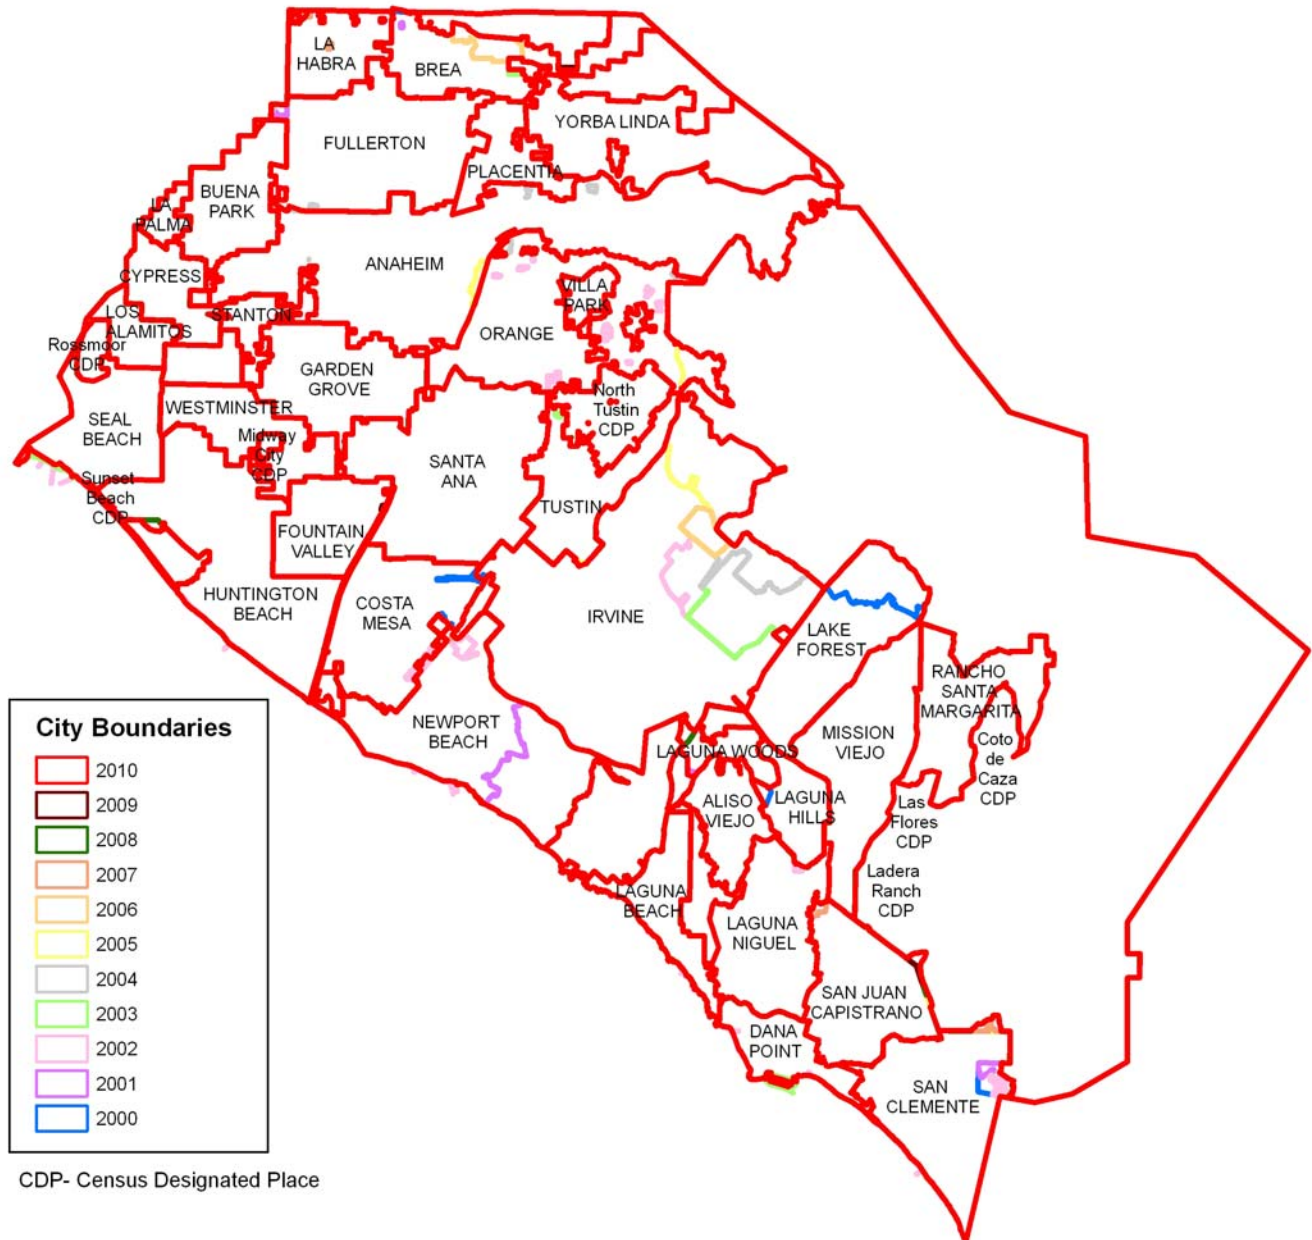 LA
HABRA
BREA
YORBA LINDA
FULLERTON
PLACENTIA
BUENA
PARK
LA
PALMA
ANAHEIM
CYPRESS
VILLA
PARK
LOS
ALAMITOS
STANTON
ORANGE
Rossmoor
CDP
GARDEN
GROVE
North
Tustin
CDP
WESTMINSTER
SEAL
BEACH
Midway
City
CDP
SANTA
ANA
Sunset
Beach
CDP
TUSTIN
FOUNTAIN
VALLEY
HUNTINGTON
BEACH
COSTA
MESA
IRVINE
LAKE
FOREST
RANCHO
SANTA
MARGARITA
NEWPORT
BEACH
MISSION
VIEJO
LAGUNA WOODS
Coto
de
Caza
CDP
ALISO
VIEJO
LAGUNA
HILLS
Las
Flores
CDP
Ladera
Ranch
CDP
LAGUNA
BEACH
LAGUNA
NIGUEL
SAN JUAN
CAPISTRANO
DANA
POINT
SAN
CLEMENTE
City Boundaries
2010
2009
2008
2007
2006
2005
2004
2003
2002
2001
2000
CDP- Census Designated Place